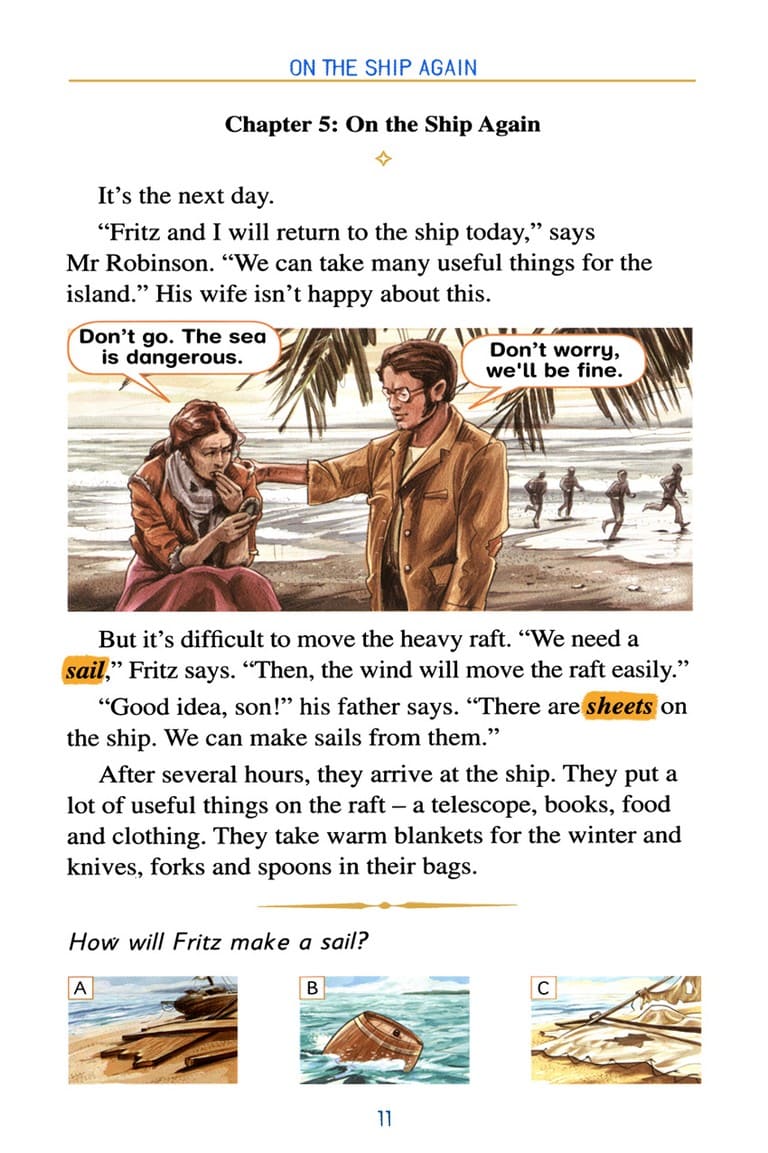 ON THE SHIP AGAIN
Chapter 5: On the Ship Again
It’s the next day.
“Fritz and I will return to the ship today,” says
Mr Robinson. “We can take many useful things for the
island.” His wife isn’t happy about this.
Don’t go. The sea
is dangerous.
Don’t worry,
we'll be fine.
But it’s difficult to move the heavy raft. “We need a
sail,” Fritz says. “Then, the wind will move the raft easily.”
“Good idea, son!” his father says. “There are sheets on
the ship. We can make sails from them.”
After several hours, they arrive at the ship. They put a
lot of useful things on the raft – a telescope, books, food
and clothing. They take warm blankets for the winter and
knives, forks and spoons in their bags.
How will Fritz make a sail?
A
B
C
11